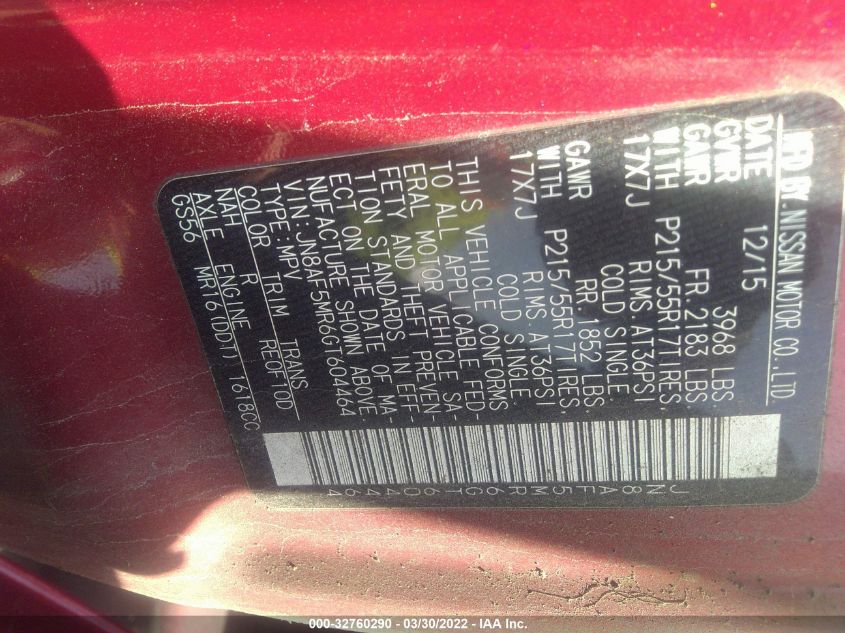 MFD BY NISSAN MOTOR CO.,LTD
DATE 12/15
GVWR 3968 LBS.
GAWR FR.2183 LBS.
WITH P215/55R17TIRES
17X7J RIMS.AT36PSI
COLD SINGLE.
GAWR RR 1852 LBS.
WITH P215/55R17TIRES
17X7J RIMS.AT36PSI
COLD SINGLE.
THIS VEHICLE CONFORMS
TO ALL APPLICABLE FED-
ERAL MOTOR VEHICLE SA-
FETY AND THEFT PREVEN-
TION STANDARDS IN EFF-
ECT ON THE DATE OF MA-
NUFACTURE SHOWN ABOVE.
VIN:JN8AF5MR6GT604464
TYPE:MPV
COLOR TRIM TRANS
NAH R REOF10D
AXLE ENGINE
GS56 MR16(DDT) 1618CC
JN8AF5MR6GT604464
000-32760290 - 03/30/2022 - IAA Inc.